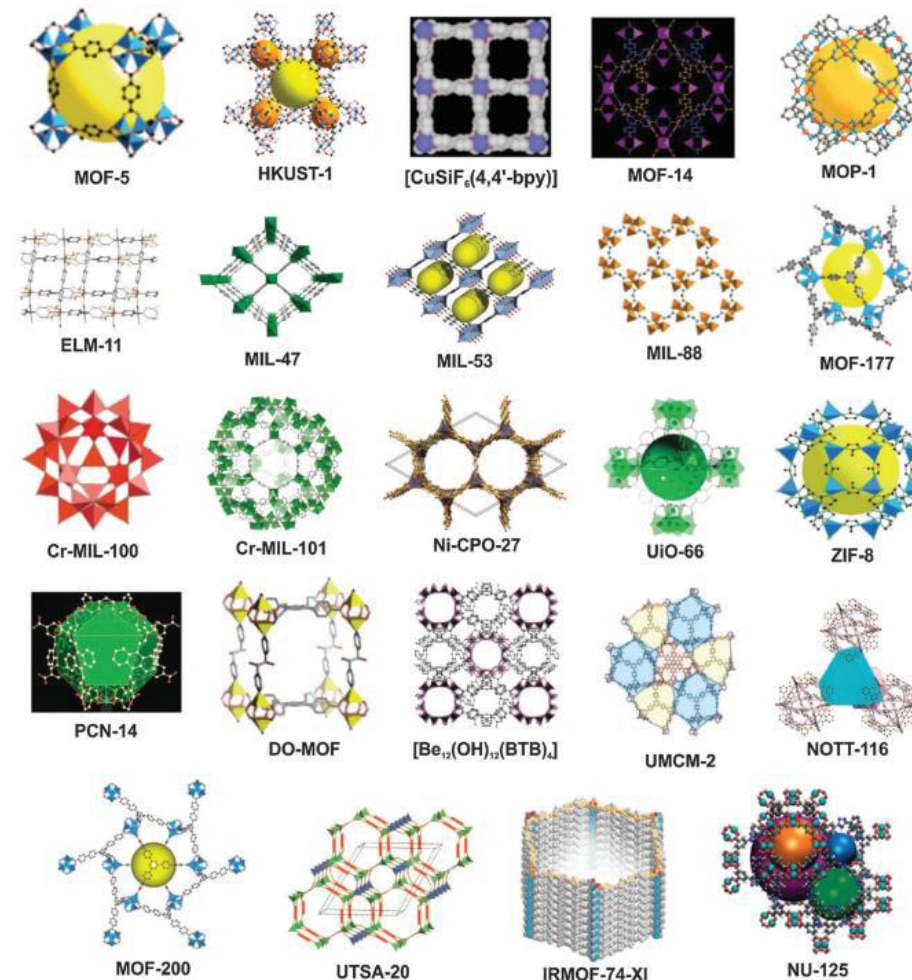 MOF-5
HKUST-1
[CuSiF₆(4,4'-bpy)]
MOF-14
MOP-1
ELM-11
MIL-47
MIL-53
MIL-88
MOF-177
Cr-MIL-100
Cr-MIL-101
Ni-CPO-27
UiO-66
ZIF-8
PCN-14
DO-MOF
[Be₁₂(OH)₁₂(BTB)₄]
UMCM-2
NOTT-116
MOF-200
UTSA-20
IRMOF-74-XI
NU-125